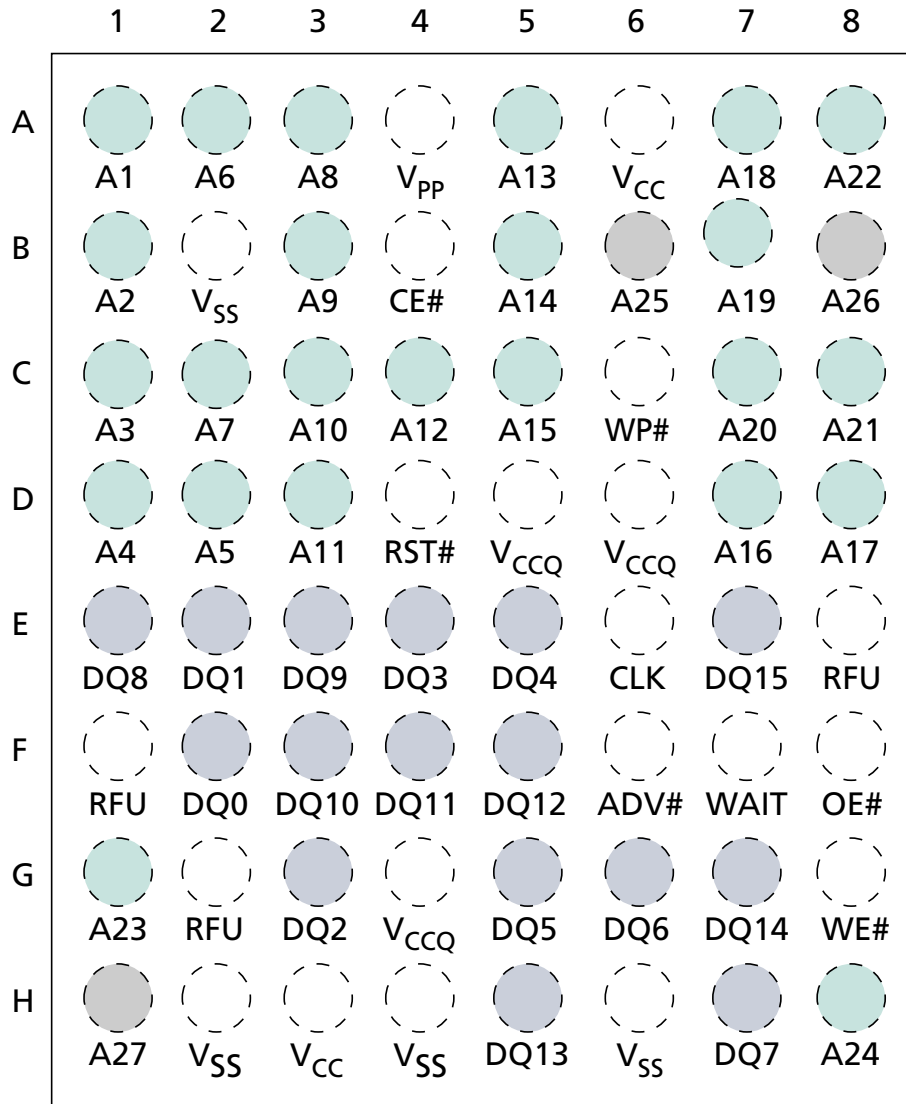 1 2 3 4 5 6 7 8
A
A1 A6 A8 VPP A13 VCC A18 A22
B
A2 VSS A9 CE# A14 A25 A19 A26
C
A3 A7 A10 A12 A15 WP# A20 A21
D
A4 A5 A11 RST# VCCQ VCCQ A16 A17
E
DQ8 DQ1 DQ9 DQ3 DQ4 CLK DQ15 RFU
F
RFU DQ0 DQ10 DQ11 DQ12 ADV# WAIT OE#
G
A23 RFU DQ2 VCCQ DQ5 DQ6 DQ14 WE#
H
A27 VSS VCC VSS DQ13 VSS DQ7 A24